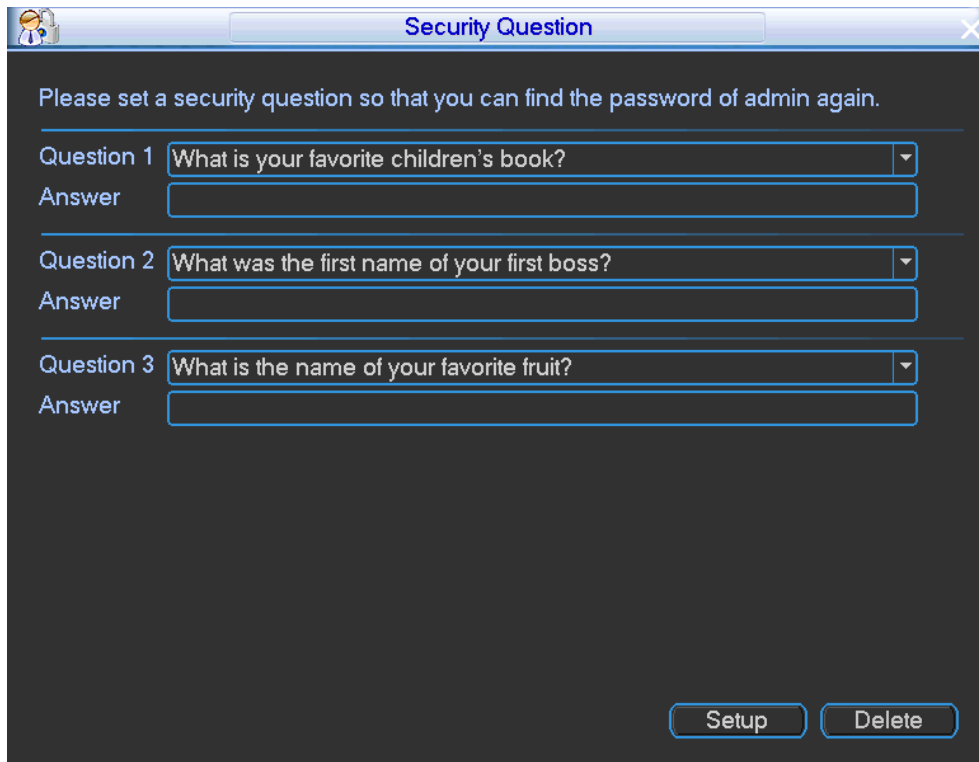 Security Question
Please set a security question so that you can find the password of admin again.
Question 1 What is your favorite children's book?
Answer
Question 2 What was the first name of your first boss?
Answer
Question 3 What is the name of your favorite fruit?
Answer
Setup Delete